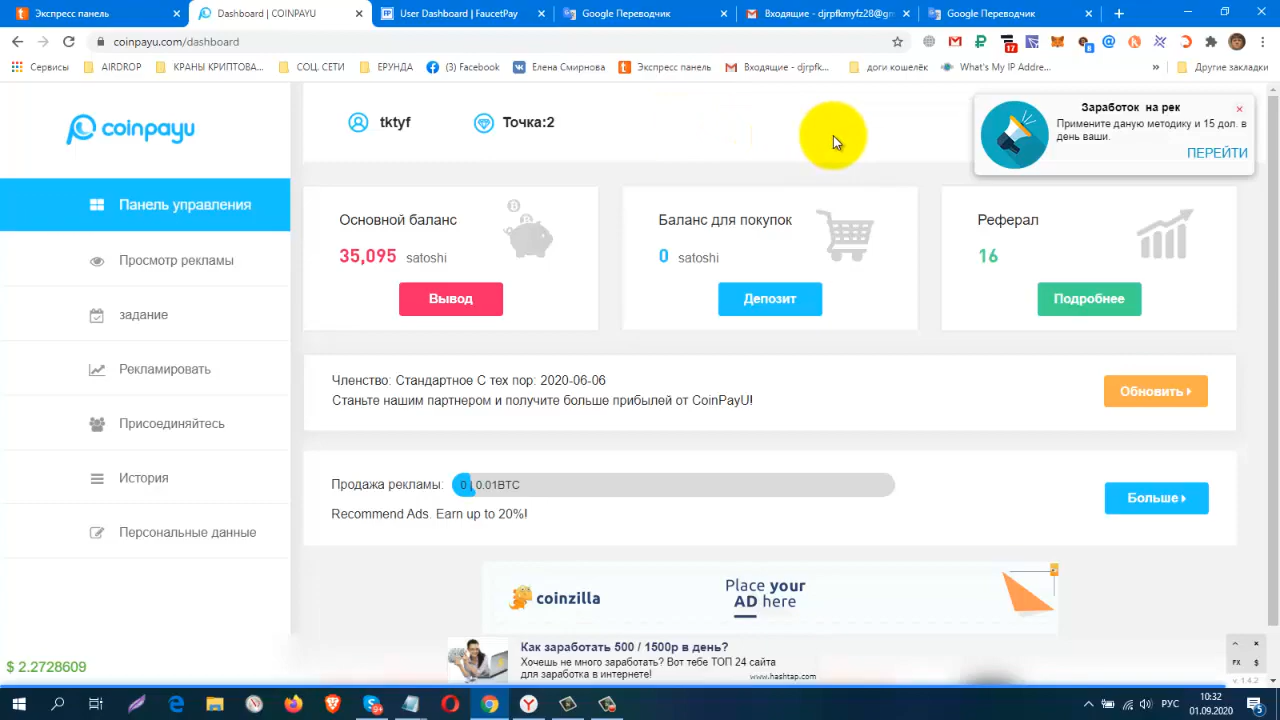 Экспресс панель
Dashboard | COINPAYU
User Dashboard | FaucetPay
Google Переводчик
Входящие - djrpfkmyfz28@gm
Google Переводчик
coinpayu.com/dashboard
17
8
Сервисы
AIRDROP
КРАНЫ КРИПТОВА...
СОЦ. СЕТИ
ЕРУНДА
(3) Facebook
Елена Смирнова
Экспресс панель
Входящие - djrpfk...
доги кошелёк
What's My IP Addre...
Другие закладки
coinpayu
tktyf
Точка:2
Заработок на рек
Примените даную методику и 15 дол. в
день ваши.
ПЕРЕЙТИ
Панель управления
Просмотр рекламы
задание
Рекламировать
Присоединяйтесь
История
Персональные данные
Основной баланс
35,095 satoshi
Вывод
Баланс для покупок
0 satoshi
Депозит
Реферал
16
Подробнее
Членство: Стандартное С тех пор: 2020-06-06
Станьте нашим партнером и получите больше прибылей от CoinPayU!
Обновить
Продажа рекламы: 0 | 0.01BTC
Recommend Ads. Earn up to 20%!
Больше
coinzilla
Place your
AD here
Как заработать 500 / 1500р в день?
Хочешь не много заработать? Вот тебе ТОП 24 сайта
для заработка в интернете!
www.hashtap.com
$ 2.2728609
PX $
v 1.4.2
РУС
10:32
01.09.2020
5